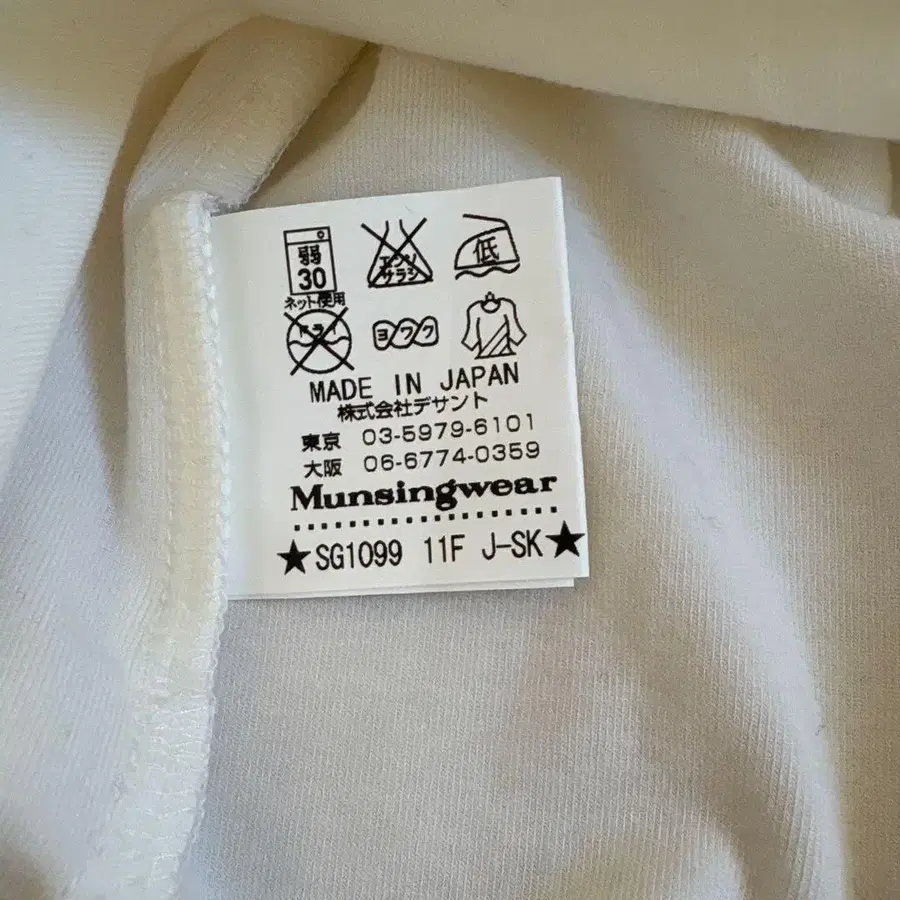 弱
30
ネット使用
エンソ
サラシ
低
ドライ
ヨワク
MADE IN JAPAN
株式会社デサント
東京 03-5979-6101
大阪 06-6774-0359
Munsingwear
★SG1099 11F J-SK★